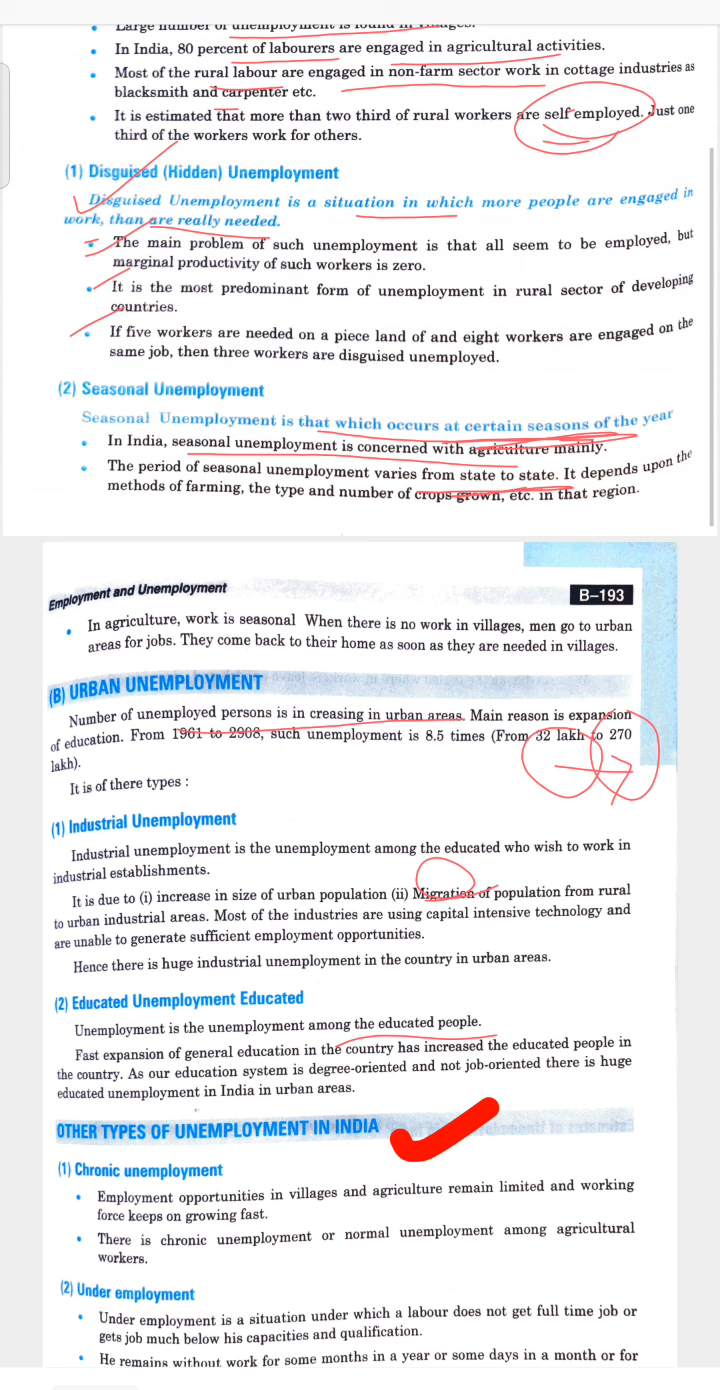 Large number of unemployment is found in villages.
• In India, 80 percent of labourers are engaged in agricultural activities.
• Most of the rural labour are engaged in non-farm sector work in cottage industries as
blacksmith and carpenter etc.
• It is estimated that more than two third of rural workers are self employed. Just one
third of the workers work for others.
(1) Disguised (Hidden) Unemployment
Disguised Unemployment is a situation in which more people are engaged in
work, than are really needed.
• The main problem of such unemployment is that all seem to be employed, but
marginal productivity of such workers is zero.
• It is the most predominant form of unemployment in rural sector of developing
countries.
• If five workers are needed on a piece land of and eight workers are engaged on the
same job, then three workers are disguised unemployed.
(2) Seasonal Unemployment
Seasonal Unemployment is that which occurs at certain seasons of the year
• In India, seasonal unemployment is concerned with agriculture mainly.
• The period of seasonal unemployment varies from state to state. It depends upon the
methods of farming, the type and number of crops grown, etc. in that region.
Employment and Unemployment B–193
• In agriculture, work is seasonal When there is no work in villages, men go to urban
areas for jobs. They come back to their home as soon as they are needed in villages.
(B) URBAN UNEMPLOYMENT
Number of unemployed persons is in creasing in urban areas. Main reason is expansion
of education. From 1961 to 2908, such unemployment is 8.5 times (From 32 lakh to 270
lakh).
It is of there types :
(1) Industrial Unemployment
Industrial unemployment is the unemployment among the educated who wish to work in
industrial establishments.
It is due to (i) increase in size of urban population (ii) Migration of population from rural
to urban industrial areas. Most of the industries are using capital intensive technology and
are unable to generate sufficient employment opportunities.
Hence there is huge industrial unemployment in the country in urban areas.
(2) Educated Unemployment Educated
Unemployment is the unemployment among the educated people.
Fast expansion of general education in the country has increased the educated people in
the country. As our education system is degree-oriented and not job-oriented there is huge
educated unemployment in India in urban areas.
OTHER TYPES OF UNEMPLOYMENT IN INDIA
(1) Chronic unemployment
• Employment opportunities in villages and agriculture remain limited and working
force keeps on growing fast.
• There is chronic unemployment or normal unemployment among agricultural
workers.
(2) Under employment
• Under employment is a situation under which a labour does not get full time job or
gets job much below his capacities and qualification.
• He remains without work for some months in a year or some days in a month or for